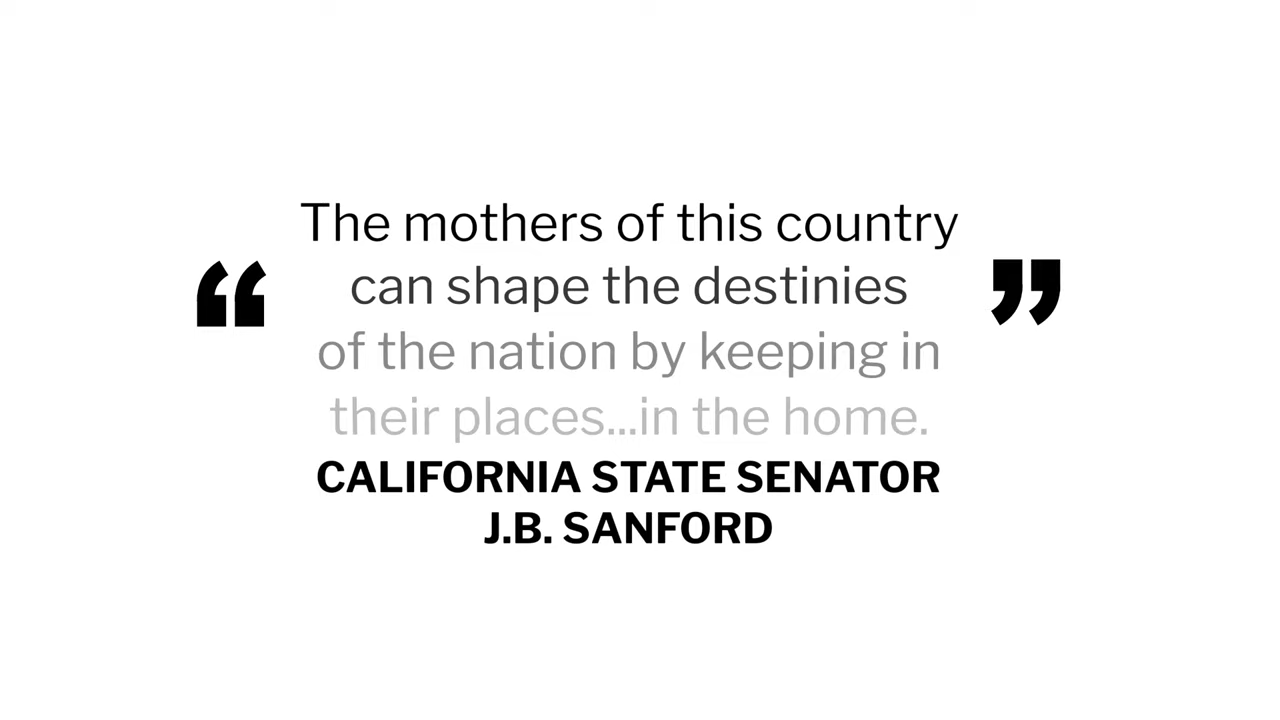 “ The mothers of this country
can shape the destinies
of the nation by keeping in
their places...in the home. ”
CALIFORNIA STATE SENATOR
J.B. SANFORD